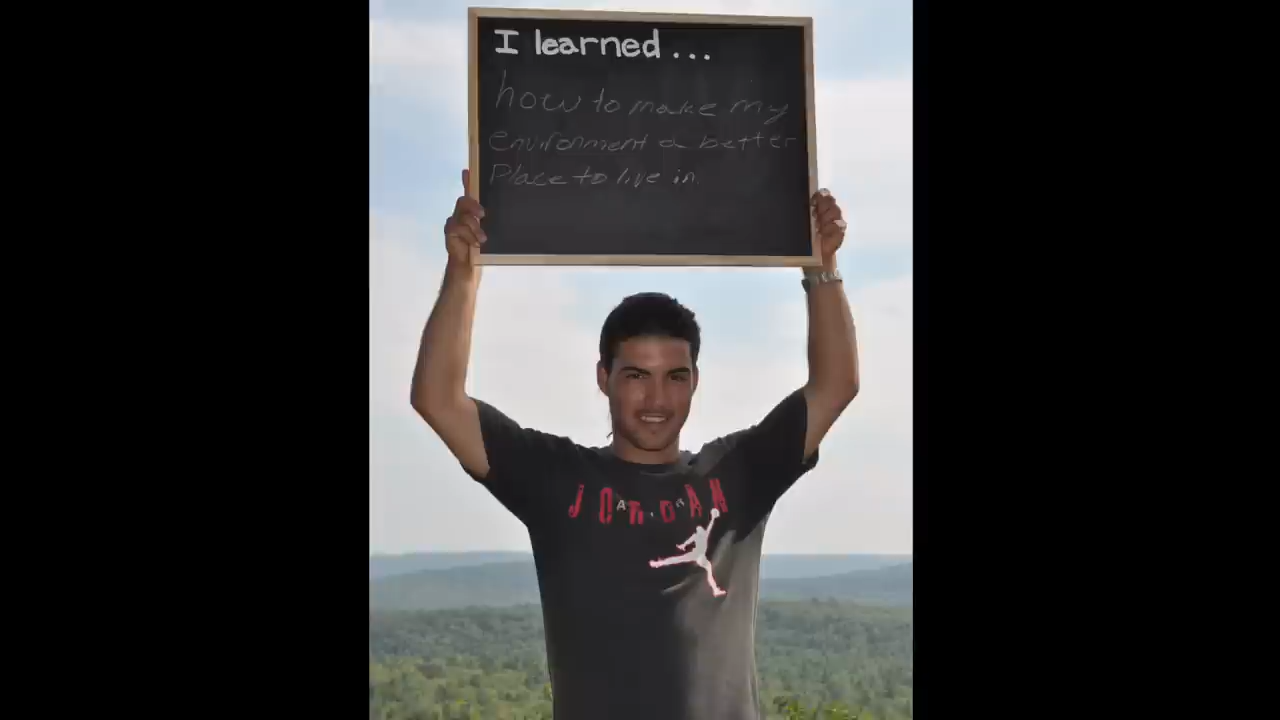 I learned...
how to make my
environment a better
Place to live in.
JORDAN